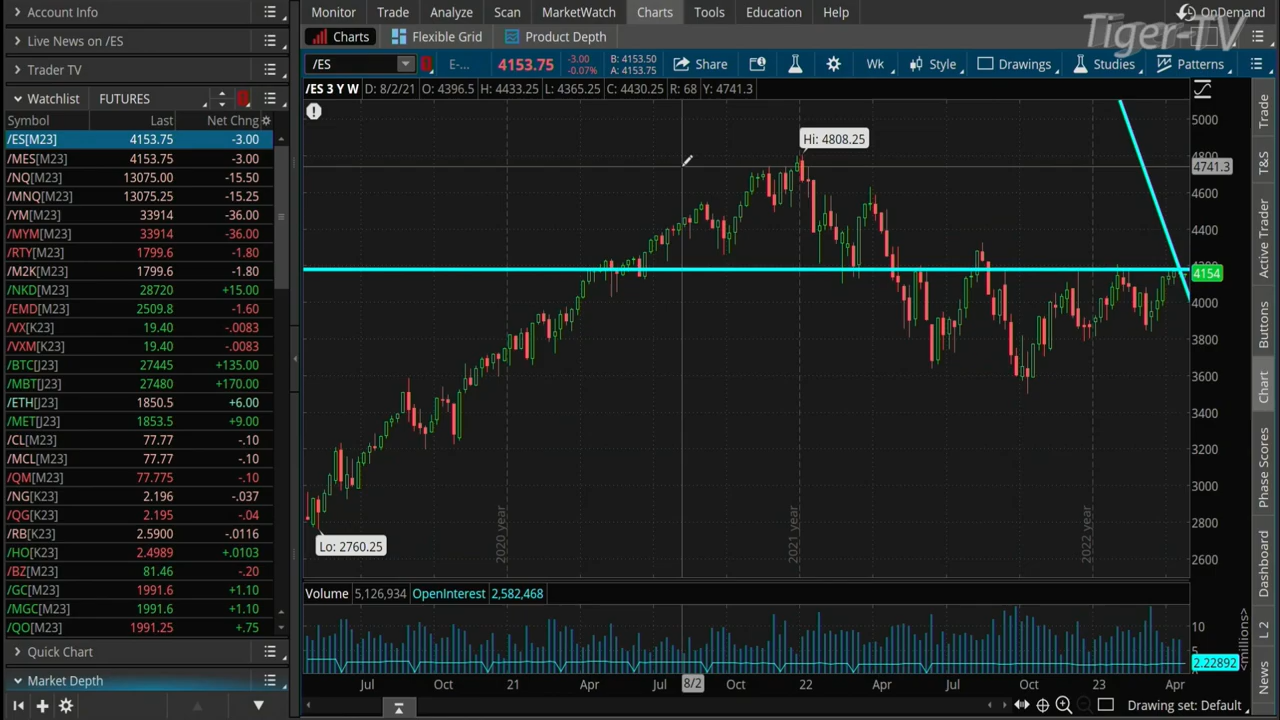 Account Info
Live News on /ES
Trader TV
Watchlist FUTURES
Symbol Last Net Chng
/ES[M23] 4153.75 -3.00
/MES[M23] 4153.75 -3.00
/NQ[M23] 13075.00 -15.50
/MNQ[M23] 13075.25 -15.25
/YM[M23] 33914 -36.00
/MYM[M23] 33914 -36.00
/RTY[M23] 1799.6 -1.80
/M2K[M23] 1799.6 -1.80
/NKD[M23] 28720 +15.00
/EMD[M23] 2509.8 -1.60
/VX[K23] 19.40 -.0083
/VXM[K23] 19.40 -.0083
/BTC[J23] 27445 +135.00
/MBT[J23] 27480 +170.00
/ETH[J23] 1850.5 +6.00
/MET[J23] 1853.5 +9.00
/CL[M23] 77.77 -.10
/MCL[M23] 77.77 -.10
/QM[M23] 77.775 -.10
/NG[K23] 2.196 -.037
/QG[K23] 2.195 -.04
/RB[K23] 2.5900 -.0116
/HO[K23] 2.4989 +.0103
/BZ[M23] 81.46 -.20
/GC[M23] 1991.6 +1.10
/MGC[M23] 1991.6 +1.10
/QO[M23] 1991.25 +.75
Quick Chart
Market Depth
Monitor Trade Analyze Scan MarketWatch Charts Tools Education Help OnDemand
Tiger-TV
Charts Flexible Grid Product Depth
/ES E-... 4153.75 -3.00 -0.07% B: 4153.50 A: 4153.75 Share Wk Style Drawings Studies Patterns
/ES 3 Y W D: 8/2/21 O: 4396.5 H: 4433.25 L: 4365.25 C: 4430.25 R: 68 Y: 4741.3
Hi: 4808.25
Lo: 2760.25
5000
4800
4741.3
4600
4400
4200
4154
4000
3800
3600
3400
3200
3000
2800
2600
2020 year
2021 year
2022 year
Volume 5,126,934 OpenInterest 2,582,468
10
5
2.22892
<millions>
Jul Oct 21 Apr Jul 8/2 Oct 22 Apr Jul Oct 23 Apr
Drawing set: Default
Trade
T&S
Active Trader
Buttons
Chart
Phase Scores
Dashboard
L 2
News